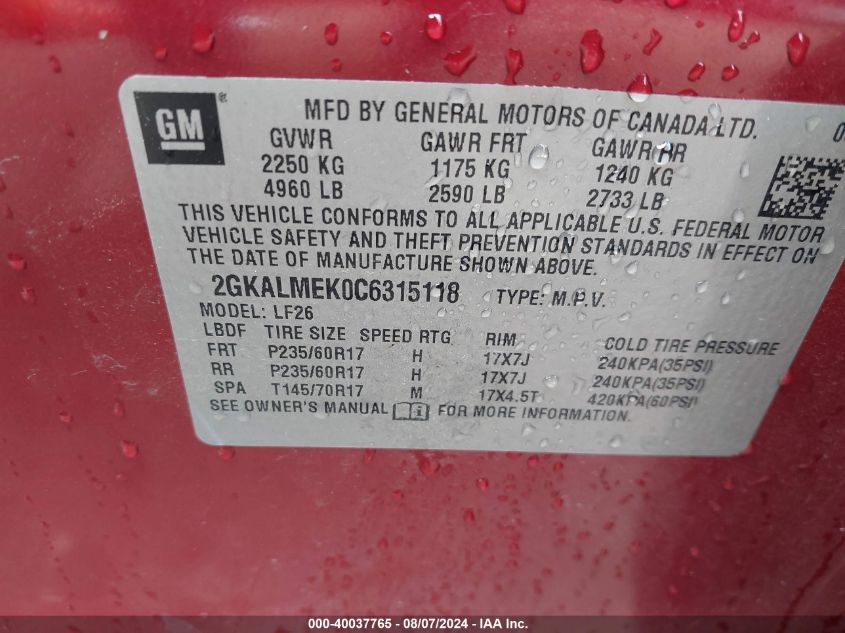 GM ®
MFD BY GENERAL MOTORS OF CANADA LTD.
GVWR GAWR FRT GAWR RR
2250 KG 1175 KG 1240 KG
4960 LB 2590 LB 2733 LB
THIS VEHICLE CONFORMS TO ALL APPLICABLE U.S. FEDERAL MOTOR
VEHICLE SAFETY AND THEFT PREVENTION STANDARDS IN EFFECT ON
THE DATE OF MANUFACTURE SHOWN ABOVE.
2GKALMEK0C6315118 TYPE: M.P.V.
MODEL: LF26
LBDF TIRE SIZE SPEED RTG RIM COLD TIRE PRESSURE
FRT P235/60R17 H 17X7J 240KPA(35PSI)
RR P235/60R17 H 17X7J 240KPA(35PSI)
SPA T145/70R17 M 17X4.5T 420KPA(60PSI)
SEE OWNER'S MANUAL FOR MORE INFORMATION.
000-40037765 - 08/07/2024 - IAA Inc.